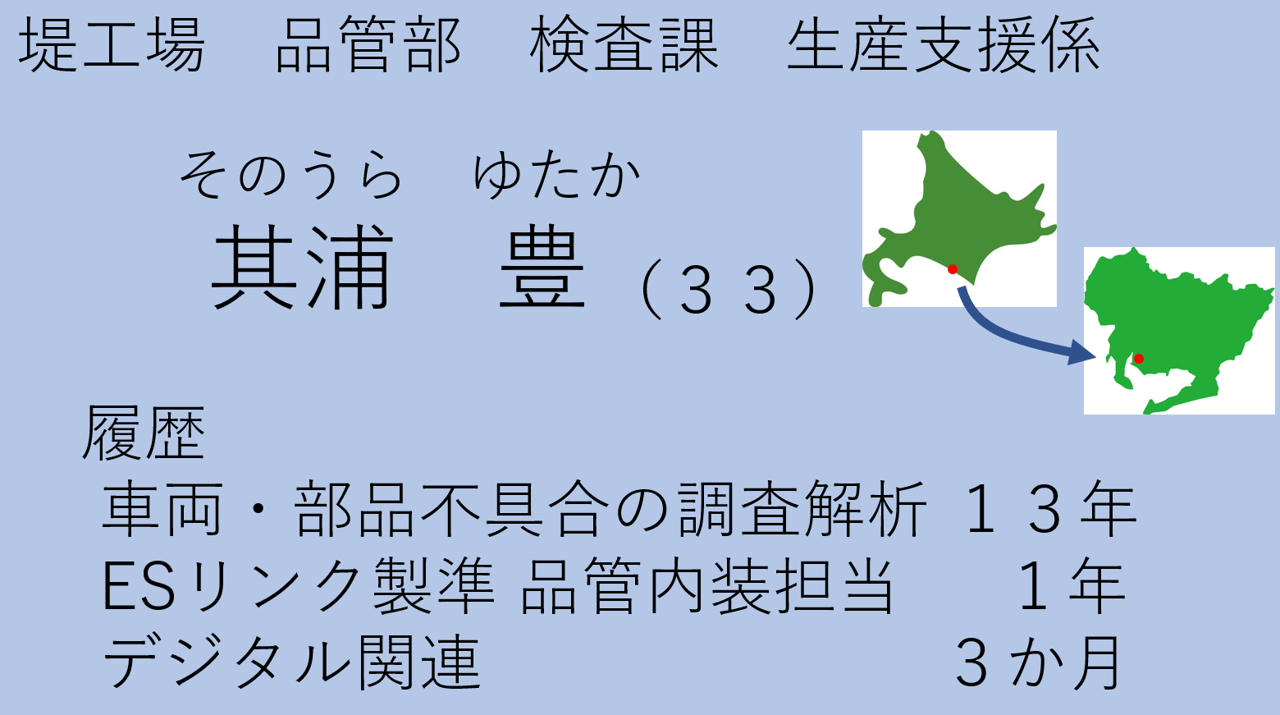 堤工場　品管部　検査課　生産支援係
そのうら　ゆたか
其浦　豊（３３）
履歴
車両・部品不具合の調査解析 １３年
ESリンク製準 品管内装担当 １年
デジタル関連 ３か月